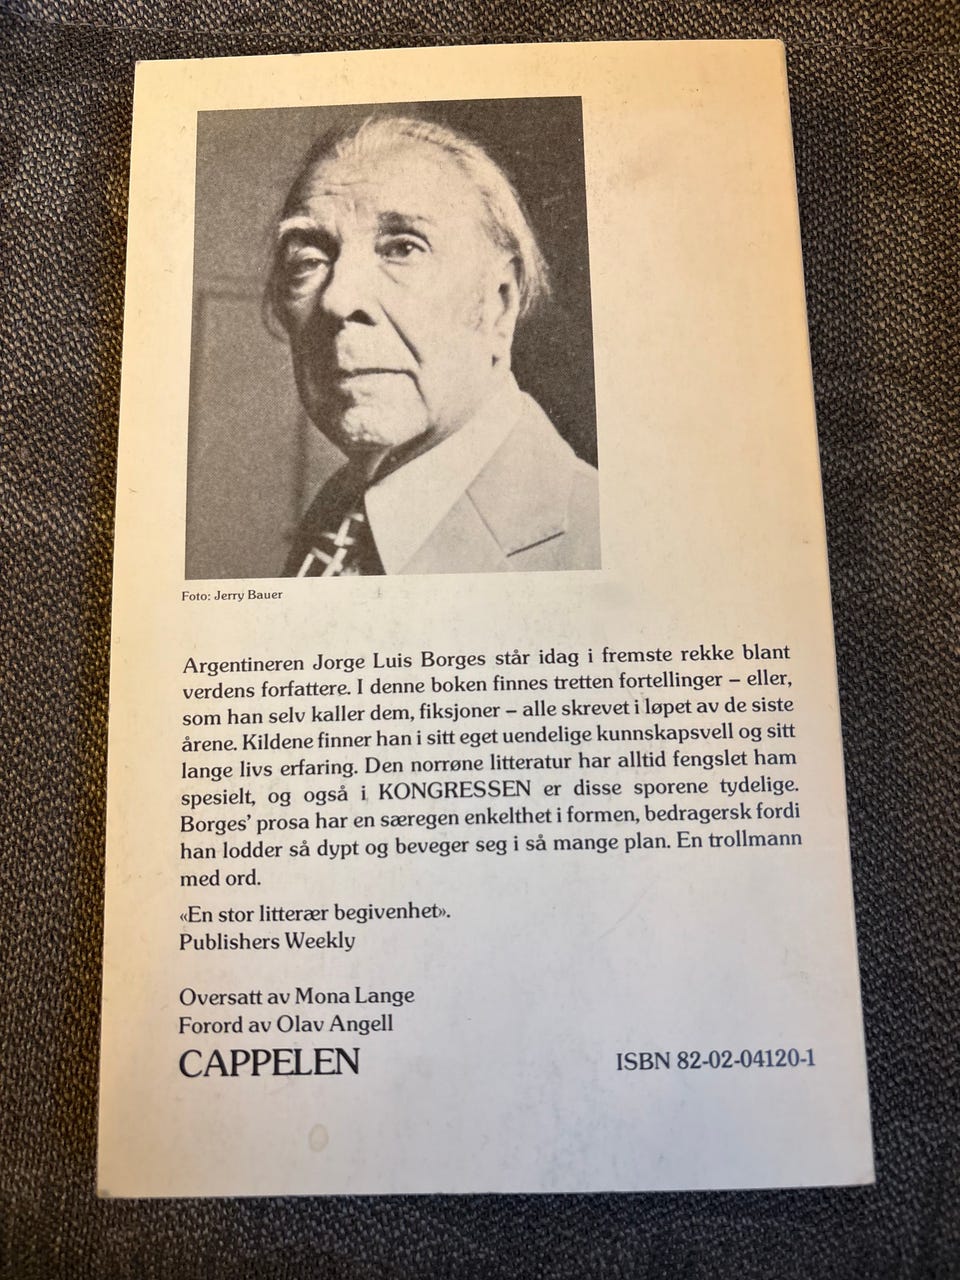 Foto: Jerry Bauer
Argentineren Jorge Luis Borges står idag i fremste rekke blant
verdens forfattere. I denne boken finnes tretten fortellinger – eller,
som han selv kaller dem, fiksjoner – alle skrevet i løpet av de siste
årene. Kildene finner han i sitt eget uendelige kunnskapsvell og sitt
lange livs erfaring. Den norrøne litteratur har alltid fengslet ham
spesielt, og også i KONGRESSEN er disse sporene tydelige.
Borges’ prosa har en særegen enkelthet i formen, bedragersk fordi
han lodder så dypt og beveger seg i så mange plan. En trollmann
med ord.
«En stor litterær begivenhet».
Publishers Weekly
Oversatt av Mona Lange
Forord av Olav Angell
CAPPELEN
ISBN 82-02-04120-1